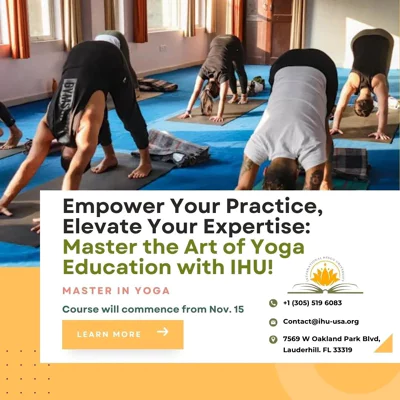 Empower Your Practice,
Elevate Your Expertise:
Master the Art of Yoga
Education with IHU!
MASTER IN YOGA
Course will commence from Nov. 15
LEARN MORE
+1 (305) 519 6083
Contact@ihu-usa.org
7569 W Oakland Park Blvd,
Lauderhill. FL 33319